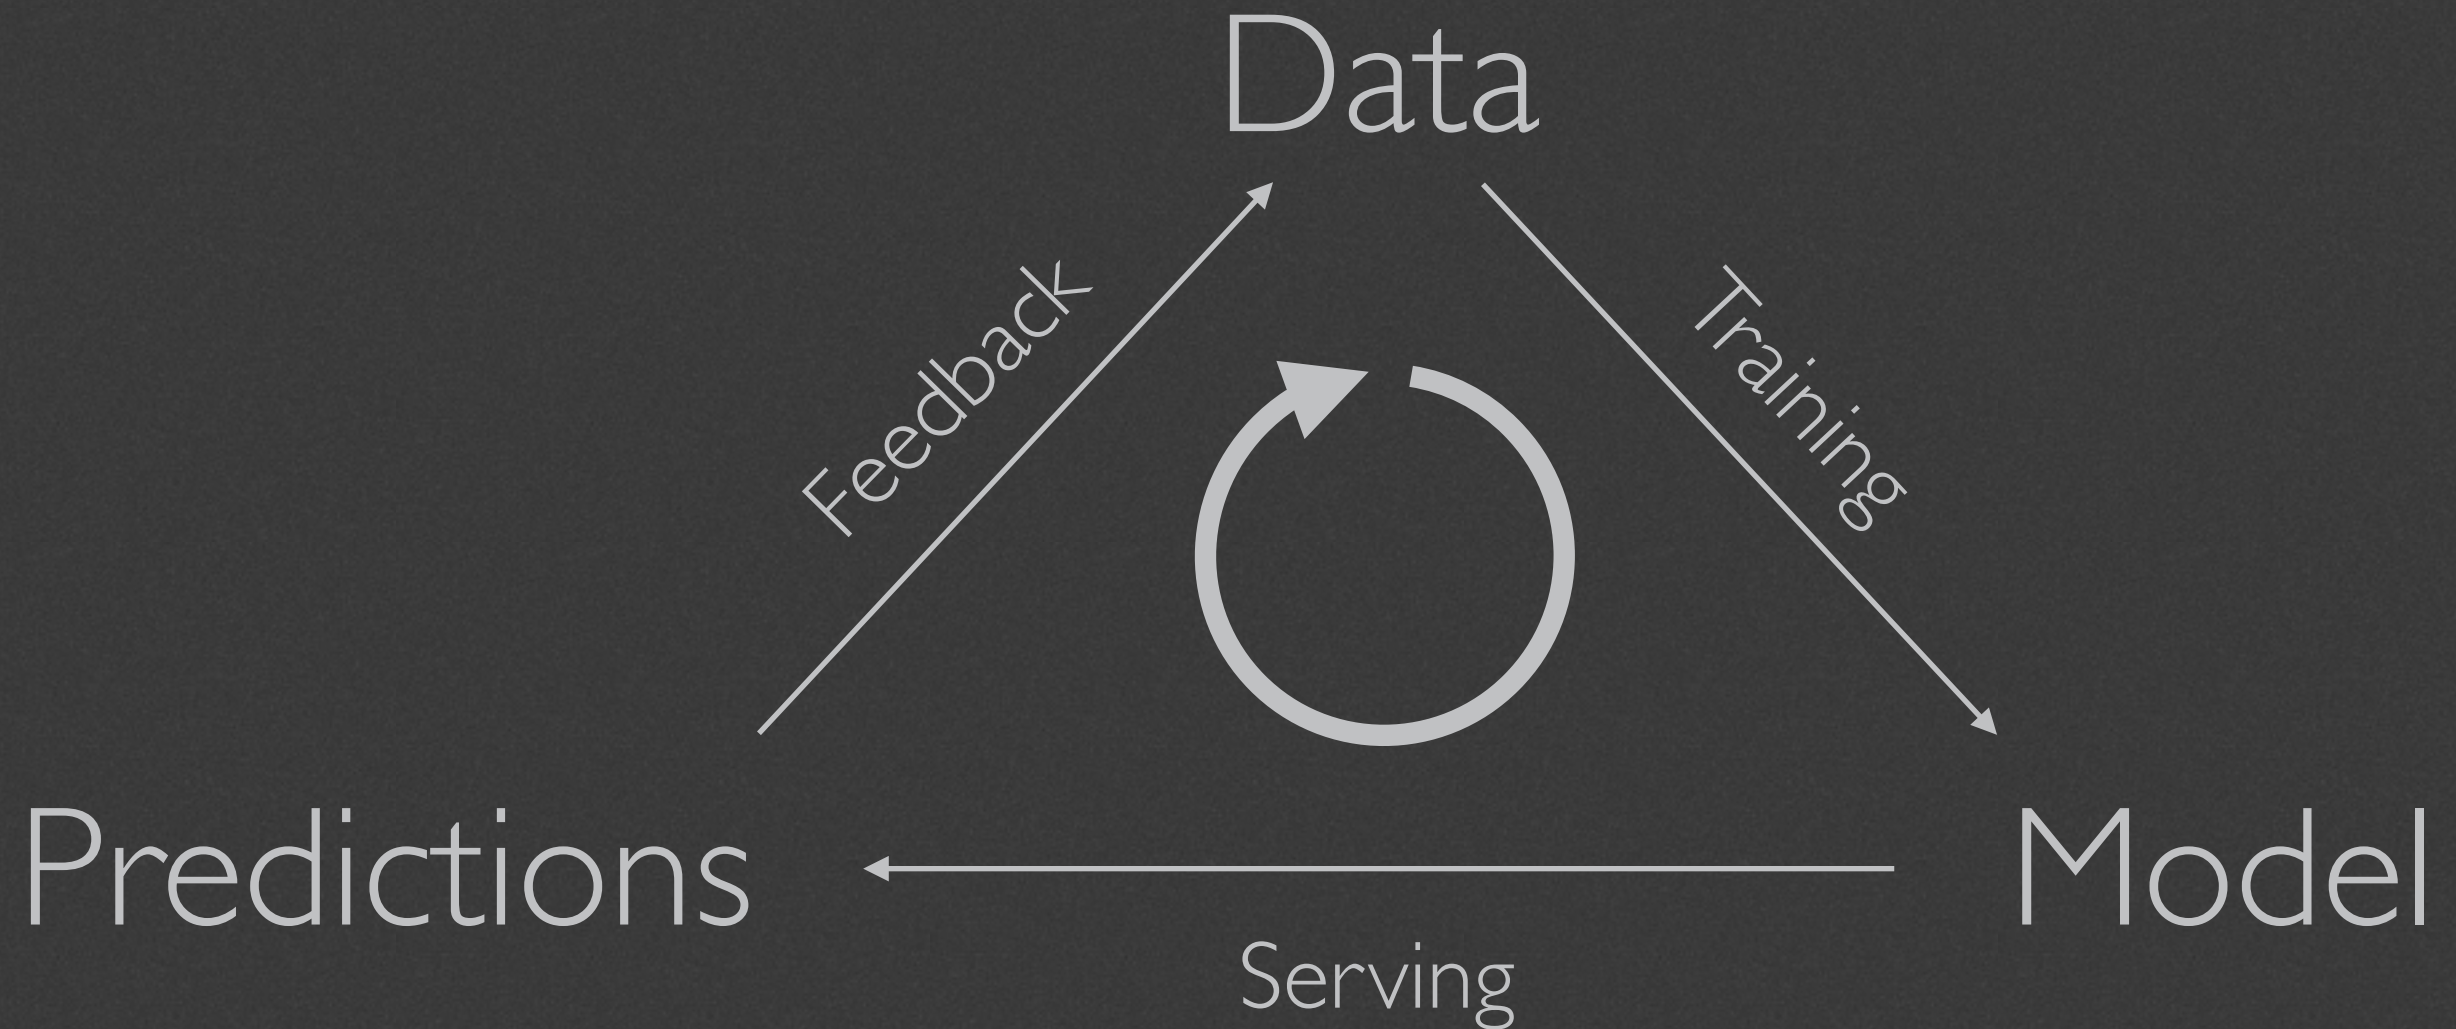 Data
Feedback
Training
Predictions
Model
Serving